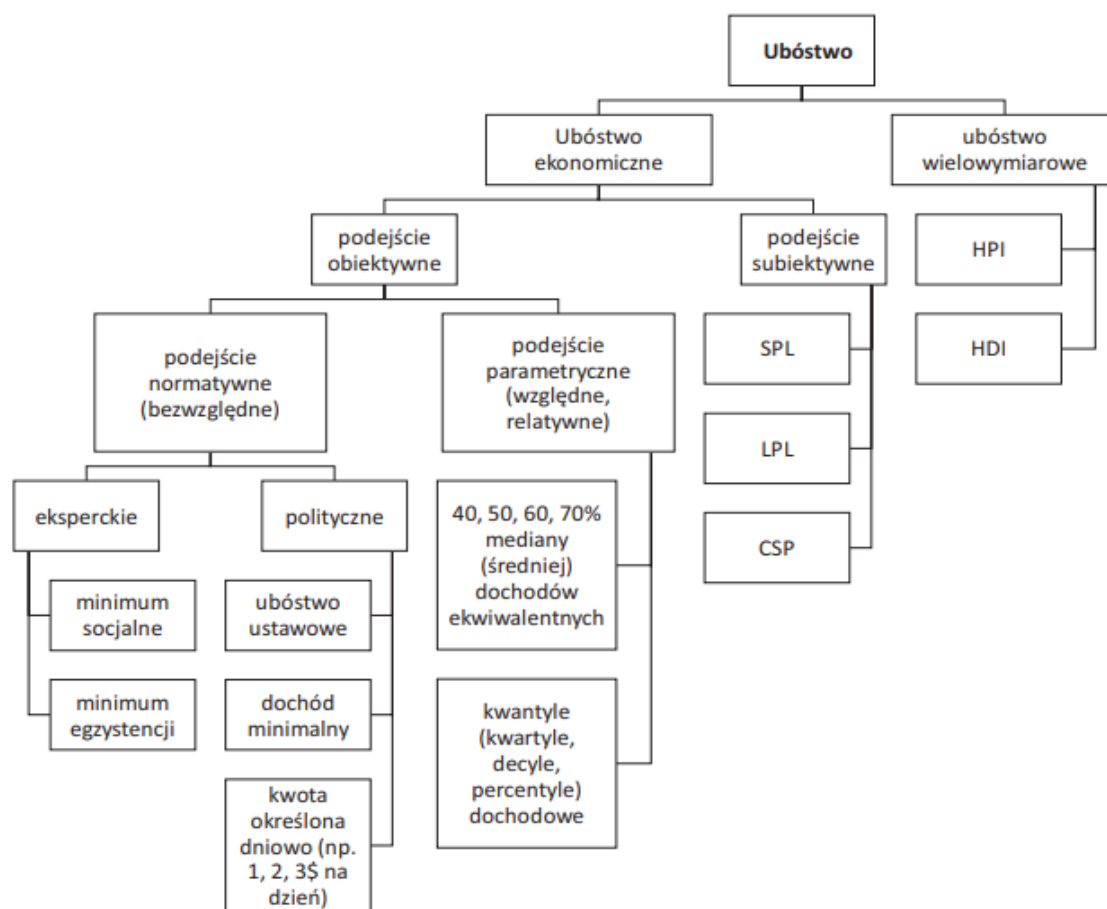 Ubóstwo
Ubóstwo
ekonomiczne
ubóstwo
wielowymiarowe
podejście
obiektywne
podejście
subiektywne
HPI
HDI
podejście
normatywne
(bezwzględne)
podejście
parametryczne
(względne,
relatywne)
SPL
LPL
CSP
eksperckie
polityczne
40, 50, 60, 70%
mediany
(średniej)
dochodów
ekwiwalentnych
minimum
socjalne
ubóstwo
ustawowe
minimum
egzystencji
dochód
minimalny
kwantyle
(kwartyle,
decyle,
percentyle)
dochodowe
kwota
określona
dniowo (np.
1, 2, 3$ na
dzień)